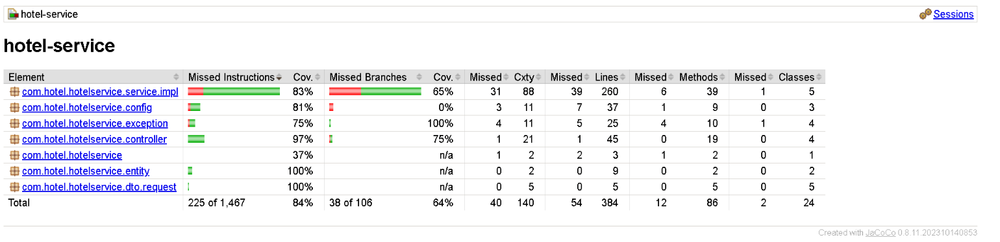 hotel-service Sessions
hotel-service
Element Missed Instructions Cov. Missed Branches Cov. Missed Cxty Missed Lines Missed Methods Missed Classes
com.hotel.hotelservice.service.impl 83% 65% 31 88 39 260 6 39 1 5
com.hotel.hotelservice.config 81% 0% 3 11 7 37 1 9 0 3
com.hotel.hotelservice.exception 75% 100% 4 11 5 25 4 10 1 4
com.hotel.hotelservice.controller 97% 75% 1 21 1 45 0 19 0 4
com.hotel.hotelservice 37% n/a 1 2 2 3 1 2 0 1
com.hotel.hotelservice.entity 100% n/a 0 2 0 9 0 2 0 2
com.hotel.hotelservice.dto.request 100% n/a 0 5 0 5 0 5 0 5
Total 225 of 1,467 84% 38 of 106 64% 40 140 54 384 12 86 2 24
Created with JaCoCo 0.8.11.202310140853